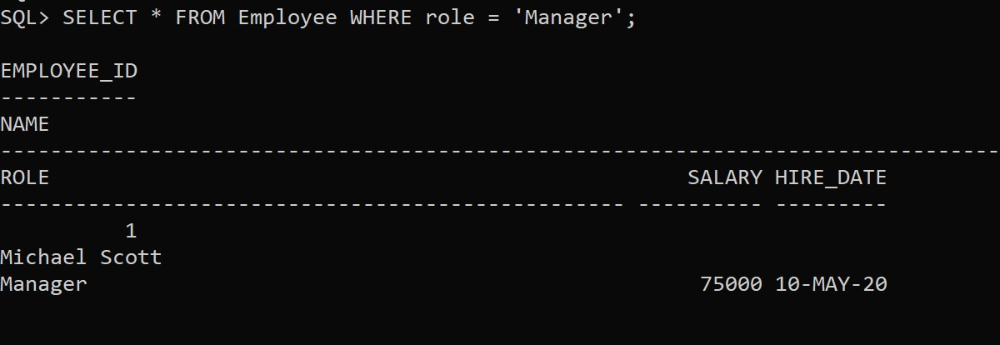 SQL> SELECT * FROM Employee WHERE role = 'Manager';
EMPLOYEE_ID
-----------
NAME
--------------------------------------------------------------------------------
ROLE                                                   SALARY HIRE_DATE
-------------------------------------------------- ---------- ---------
          1
Michael Scott
Manager                                                 75000 10-MAY-20